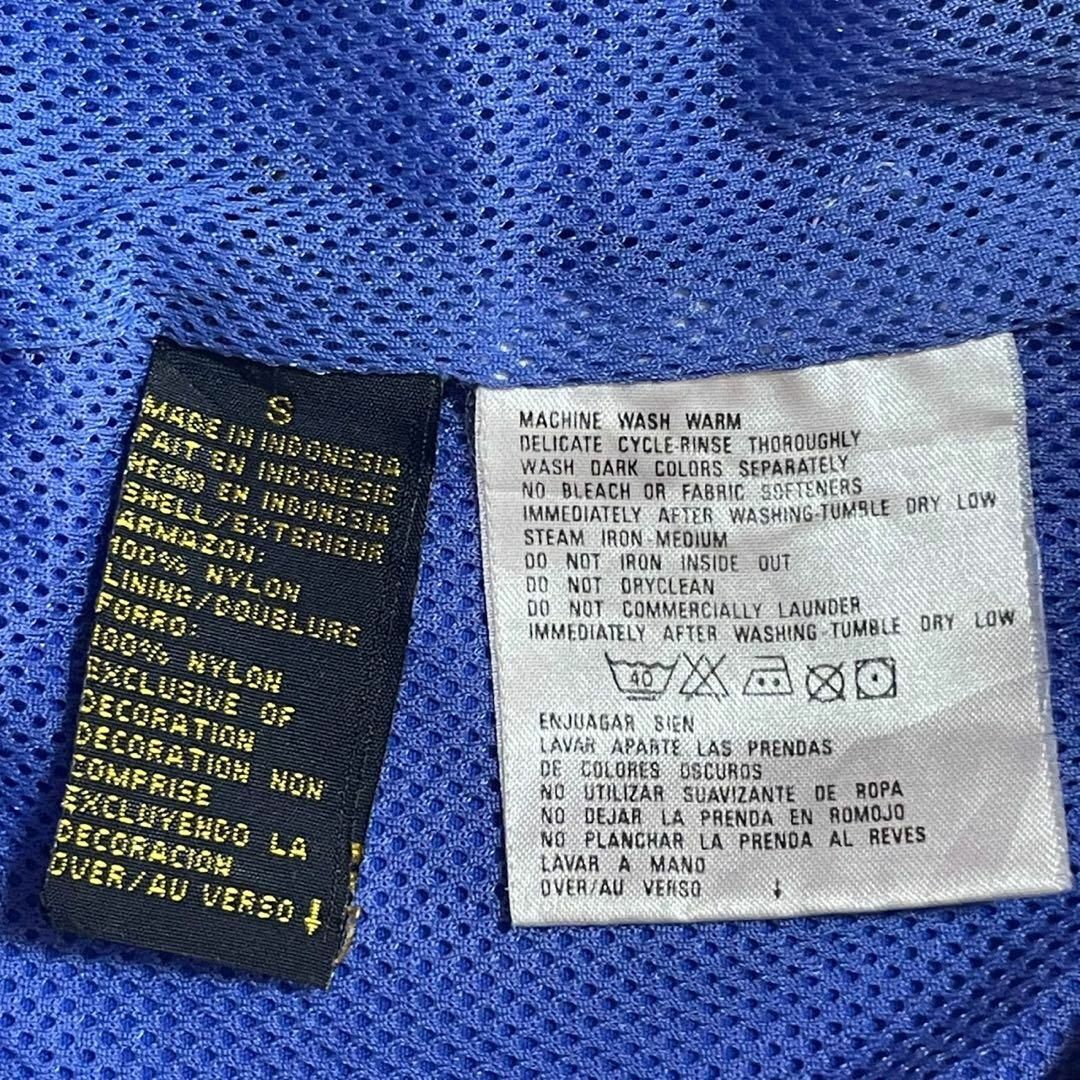 S
MADE IN INDONESIA
FAIT EN INDONESIE
HECHO EN INDONESIA
SHELL/EXTERIEUR
ARMAZON:
100% NYLON
LINING/DOUBLURE
FORRO:
100% NYLON
EXCLUSIVE OF
DECORATION
DECORATION NON
COMPRISE
EXCLUYENDO LA
DECORACION
OVER/AU VERSO ↓
MACHINE WASH WARM
DELICATE CYCLE-RINSE THOROUGHLY
WASH DARK COLORS SEPARATELY
NO BLEACH OR FABRIC SOFTENERS
IMMEDIATELY AFTER WASHING-TUMBLE DRY LOW
STEAM IRON-MEDIUM
DO NOT IRON INSIDE OUT
DO NOT DRYCLEAN
DO NOT COMMERCIALLY LAUNDER
IMMEDIATELY AFTER WASHING-TUMBLE DRY LOW
40
ENJUAGAR BIEN
LAVAR APARTE LAS PRENDAS
DE COLORES OSCUROS
NO UTILIZAR SUAVIZANTE DE ROPA
NO DEJAR LA PRENDA EN ROMOJO
NO PLANCHAR LA PRENDA AL REVES
LAVAR A MANO
OVER/AU VERSO ↓